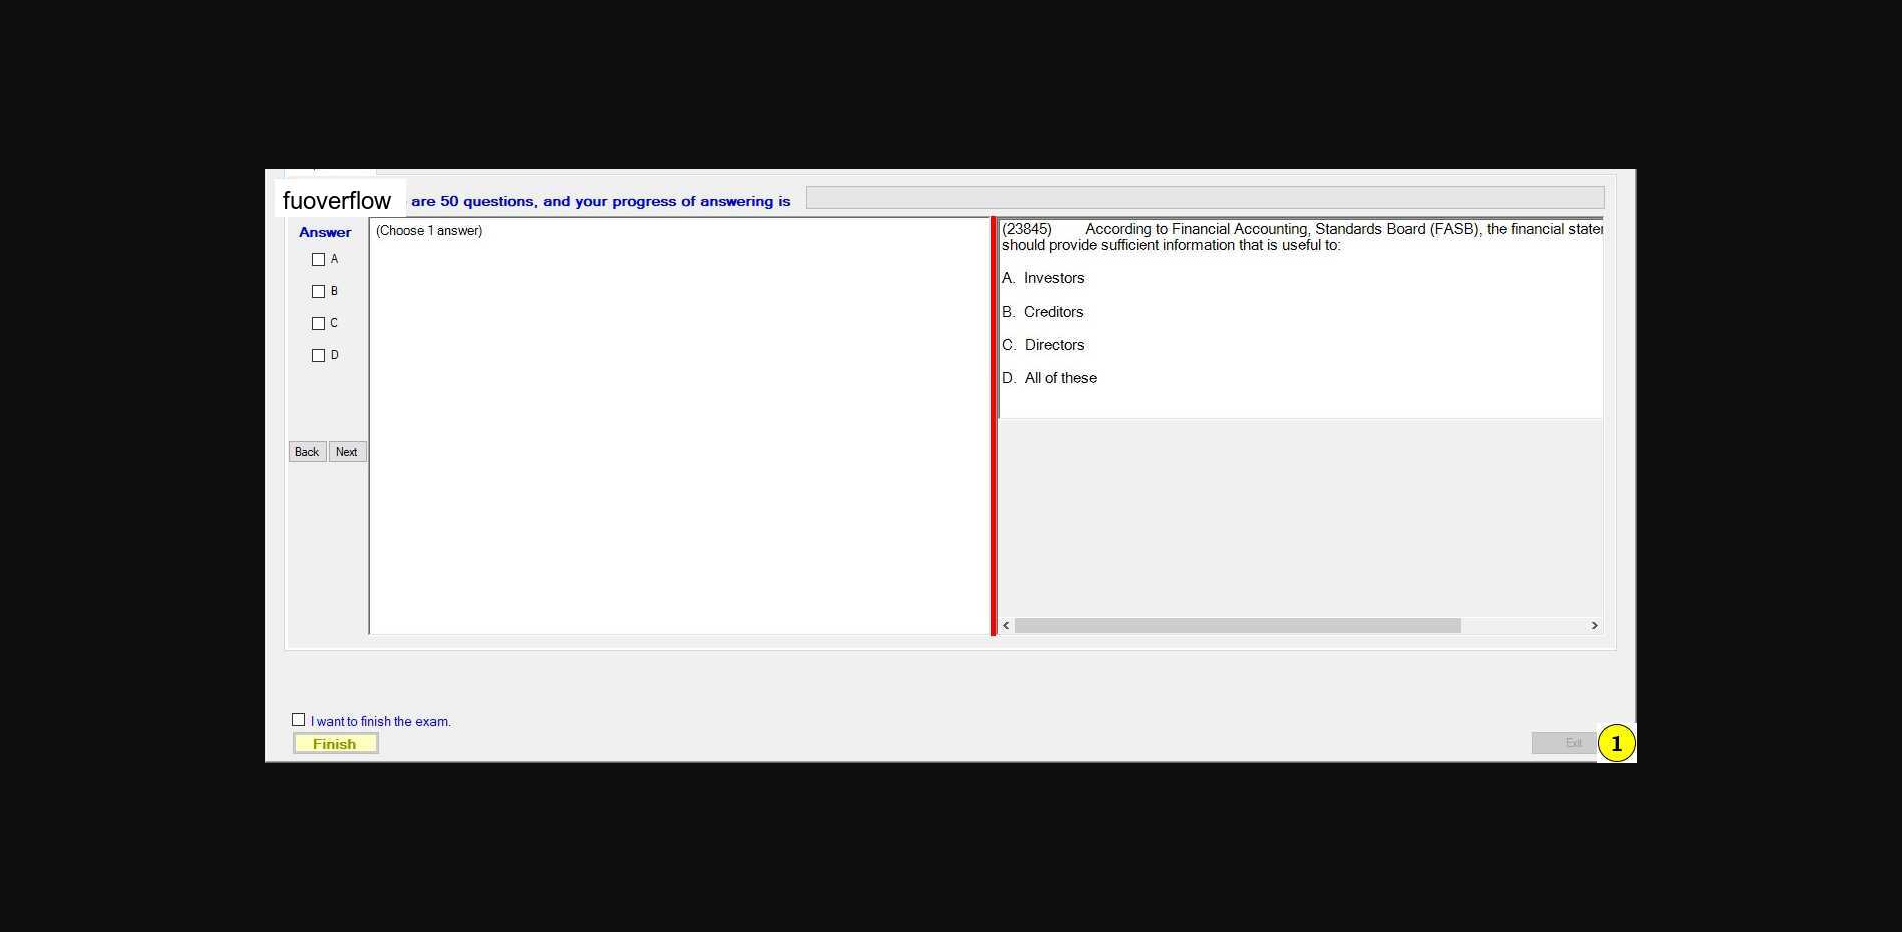 fuoverflow are 50 questions, and your progress of answering is
Answer
A
B
C
D
Back Next
(Choose 1 answer)
(23845) According to Financial Accounting, Standards Board (FASB), the financial stater
should provide sufficient information that is useful to:
A. Investors
B. Creditors
C. Directors
D. All of these
I want to finish the exam.
Finish
Exit
1